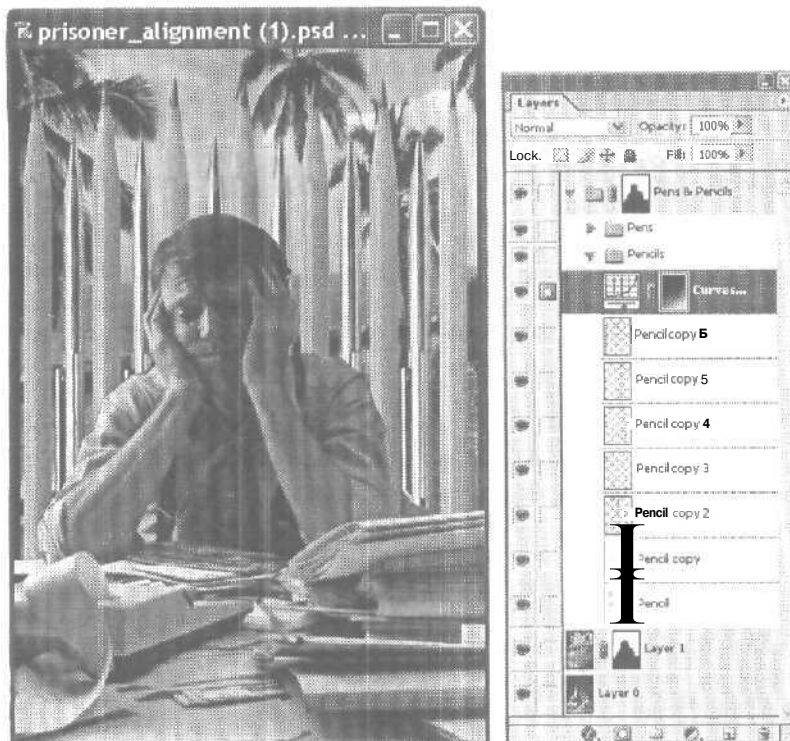 prisoner_alignment (1).psd ...
Layers
Normal Opacity: 100%
Lock. Fill: 100%
Pens & Pencils
Pens
Pencils
Curves...
Pencil copy Б
Pencil copy 5
Pencil copy 4
Pencil copy 3
Pencil copy 2
Pencil copy
Pencil
Layer 1
Layer 0